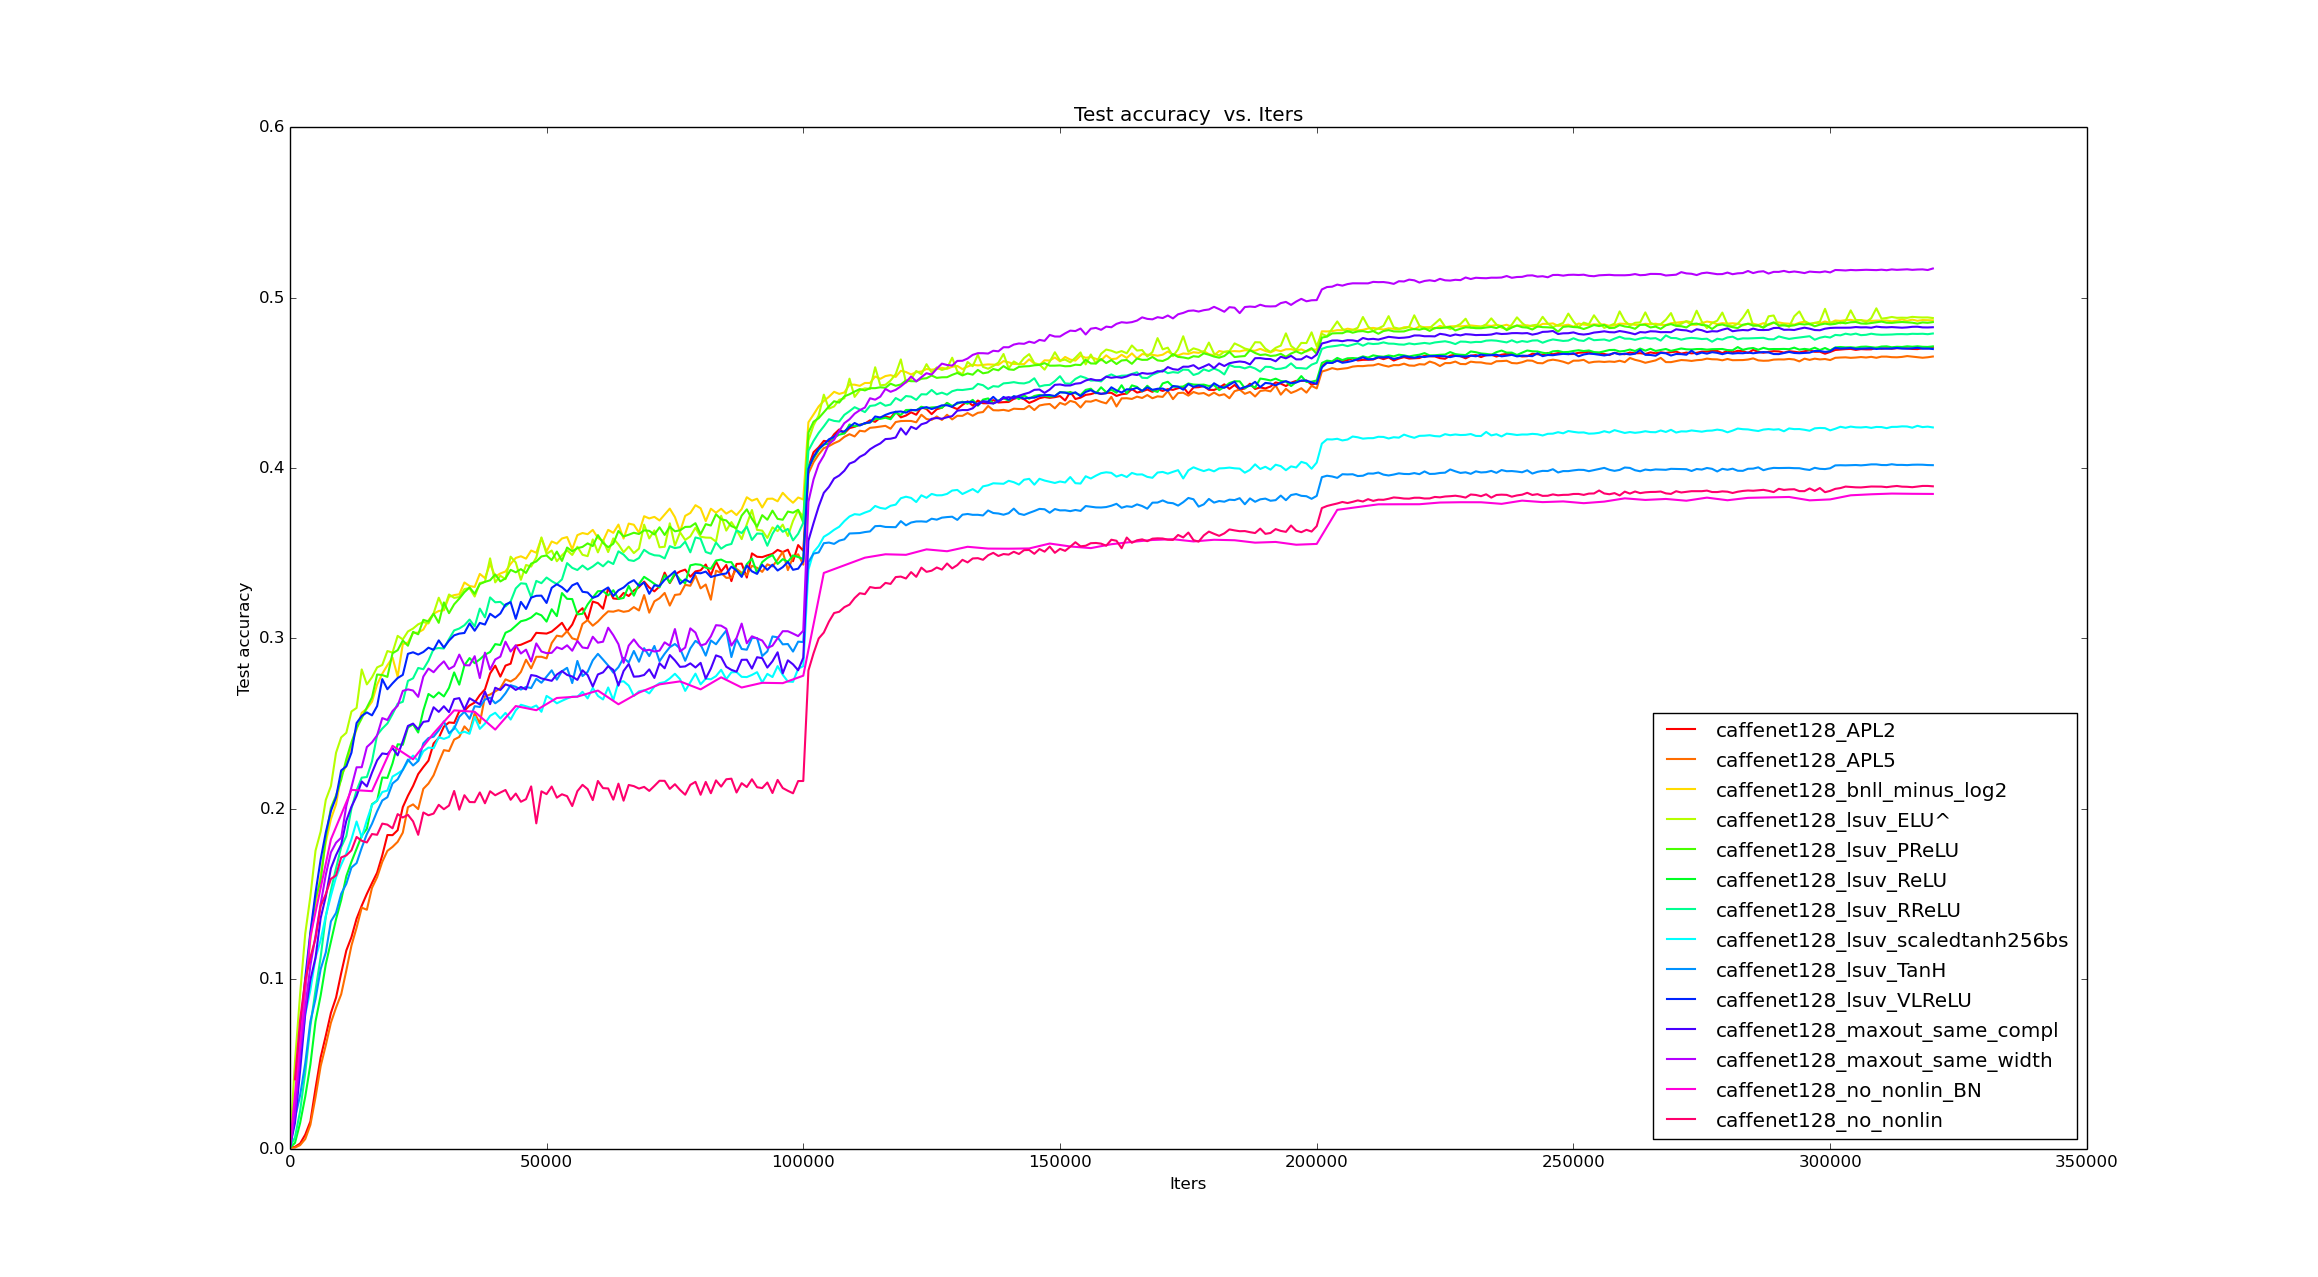 Test accuracy  vs. Iters
0.6
0.5
0.4
0.3
0.2
0.1
0.0
Test accuracy
0
50000
100000
150000
200000
250000
300000
350000
Iters
caffenet128_APL2
caffenet128_APL5
caffenet128_bnll_minus_log2
caffenet128_lsuv_ELU^
caffenet128_lsuv_PReLU
caffenet128_lsuv_ReLU
caffenet128_lsuv_RReLU
caffenet128_lsuv_scaledtanh256bs
caffenet128_lsuv_TanH
caffenet128_lsuv_VLReLU
caffenet128_maxout_same_compl
caffenet128_maxout_same_width
caffenet128_no_nonlin_BN
caffenet128_no_nonlin